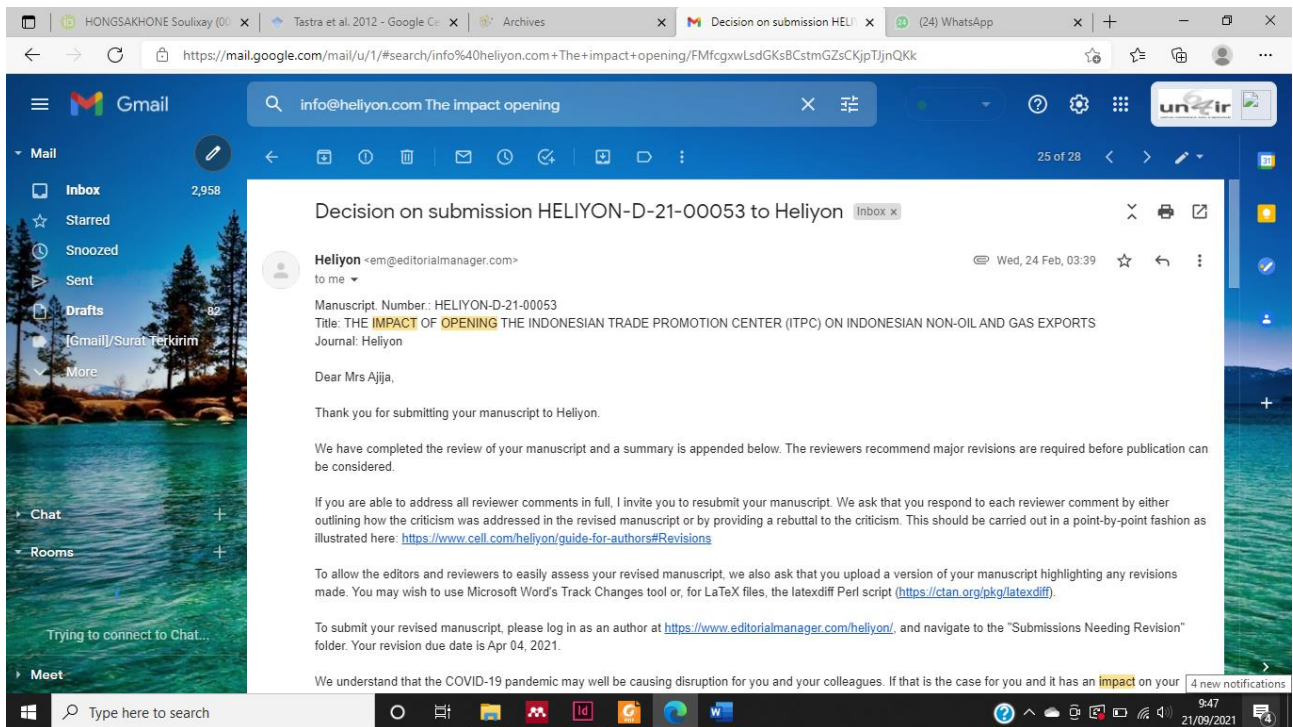 HONGSAKHONE Soulixay (00
Tastra et al. 2012 - Google Ce
Archives
Decision on submission HELI
(24) WhatsApp
https://mail.google.com/mail/u/1/#search/info%40heliyon.com+The+impact+opening/FMfcgxwLsdGKsBCstmGZsCKjpTJjnQKk
Gmail
info@heliyon.com The impact opening
un4ir
Mail
25 of 28
31
Inbox 2,958
Starred
Snoozed
Sent
Drafts 82
[Gmail]/Surat Terkirim
More
Chat
Rooms
Trying to connect to Chat...
Meet
Decision on submission HELIYON-D-21-00053 to Heliyon Inbox x
Heliyon <em@editorialmanager.com> Wed, 24 Feb, 03:39
to me
Manuscript. Number.: HELIYON-D-21-00053
Title: THE IMPACT OF OPENING THE INDONESIAN TRADE PROMOTION CENTER (ITPC) ON INDONESIAN NON-OIL AND GAS EXPORTS
Journal: Heliyon
Dear Mrs Ajija,
Thank you for submitting your manuscript to Heliyon.
We have completed the review of your manuscript and a summary is appended below. The reviewers recommend major revisions are required before publication can
be considered.
If you are able to address all reviewer comments in full, I invite you to resubmit your manuscript. We ask that you respond to each reviewer comment by either
outlining how the criticism was addressed in the revised manuscript or by providing a rebuttal to the criticism. This should be carried out in a point-by-point fashion as
illustrated here: https://www.cell.com/heliyon/guide-for-authors#Revisions
To allow the editors and reviewers to easily assess your revised manuscript, we also ask that you upload a version of your manuscript highlighting any revisions
made. You may wish to use Microsoft Word's Track Changes tool or, for LaTeX files, the latexdiff Perl script (https://ctan.org/pkg/latexdiff).
To submit your revised manuscript, please log in as an author at https://www.editorialmanager.com/heliyon/, and navigate to the "Submissions Needing Revision"
folder. Your revision due date is Apr 04, 2021.
We understand that the COVID-19 pandemic may well be causing disruption for you and your colleagues. If that is the case for you and it has an impact on your
4 new notifications
Type here to search
9:47
21/09/2021